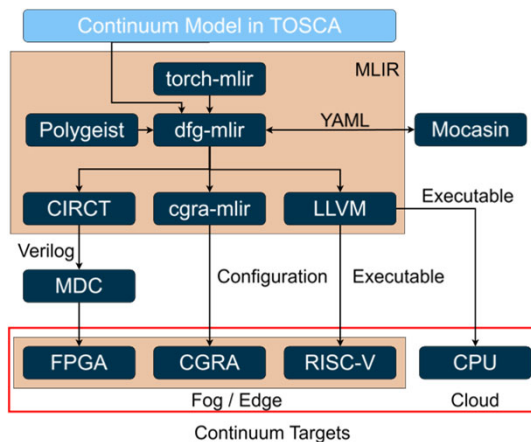 Continuum Model in TOSCA
MLIR
torch-mlir
Polygeist
dfg-mlir
YAML
Mocasin
CIRCT
cgra-mlir
LLVM
Executable
Verilog
MDC
Configuration
Executable
FPGA
CGRA
RISC-V
CPU
Fog / Edge
Cloud
Continuum Targets